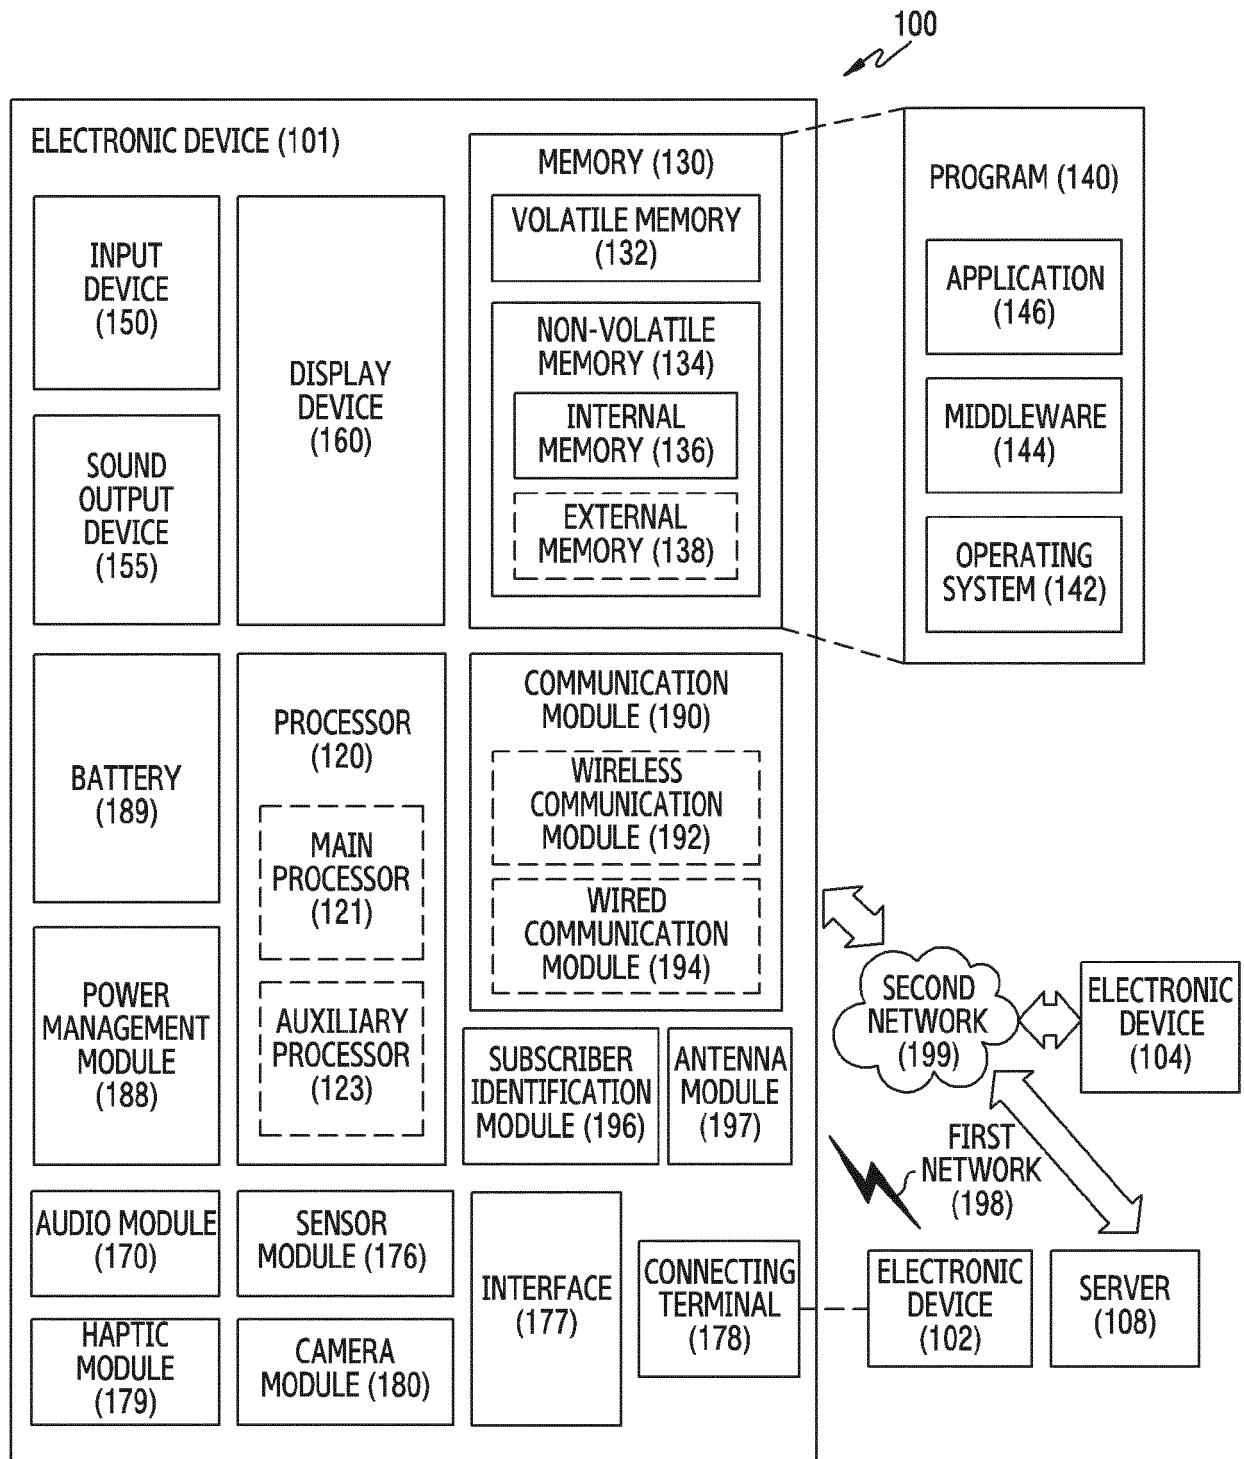 100
ELECTRONIC DEVICE (101)
INPUT
DEVICE
(150)
SOUND
OUTPUT
DEVICE
(155)
DISPLAY
DEVICE
(160)
MEMORY (130)
VOLATILE MEMORY
(132)
NON-VOLATILE
MEMORY (134)
INTERNAL
MEMORY (136)
EXTERNAL
MEMORY (138)
PROGRAM (140)
APPLICATION
(146)
MIDDLEWARE
(144)
OPERATING
SYSTEM (142)
BATTERY
(189)
POWER
MANAGEMENT
MODULE
(188)
PROCESSOR
(120)
MAIN
PROCESSOR
(121)
AUXILIARY
PROCESSOR
(123)
COMMUNICATION
MODULE (190)
WIRELESS
COMMUNICATION
MODULE (192)
WIRED
COMMUNICATION
MODULE (194)
SUBSCRIBER
IDENTIFICATION
MODULE (196)
ANTENNA
MODULE
(197)
SECOND
NETWORK
(199)
ELECTRONIC
DEVICE
(104)
FIRST
NETWORK
(198)
AUDIO MODULE
(170)
SENSOR
MODULE (176)
INTERFACE
(177)
CONNECTING
TERMINAL
(178)
ELECTRONIC
DEVICE
(102)
SERVER
(108)
HAPTIC
MODULE
(179)
CAMERA
MODULE (180)